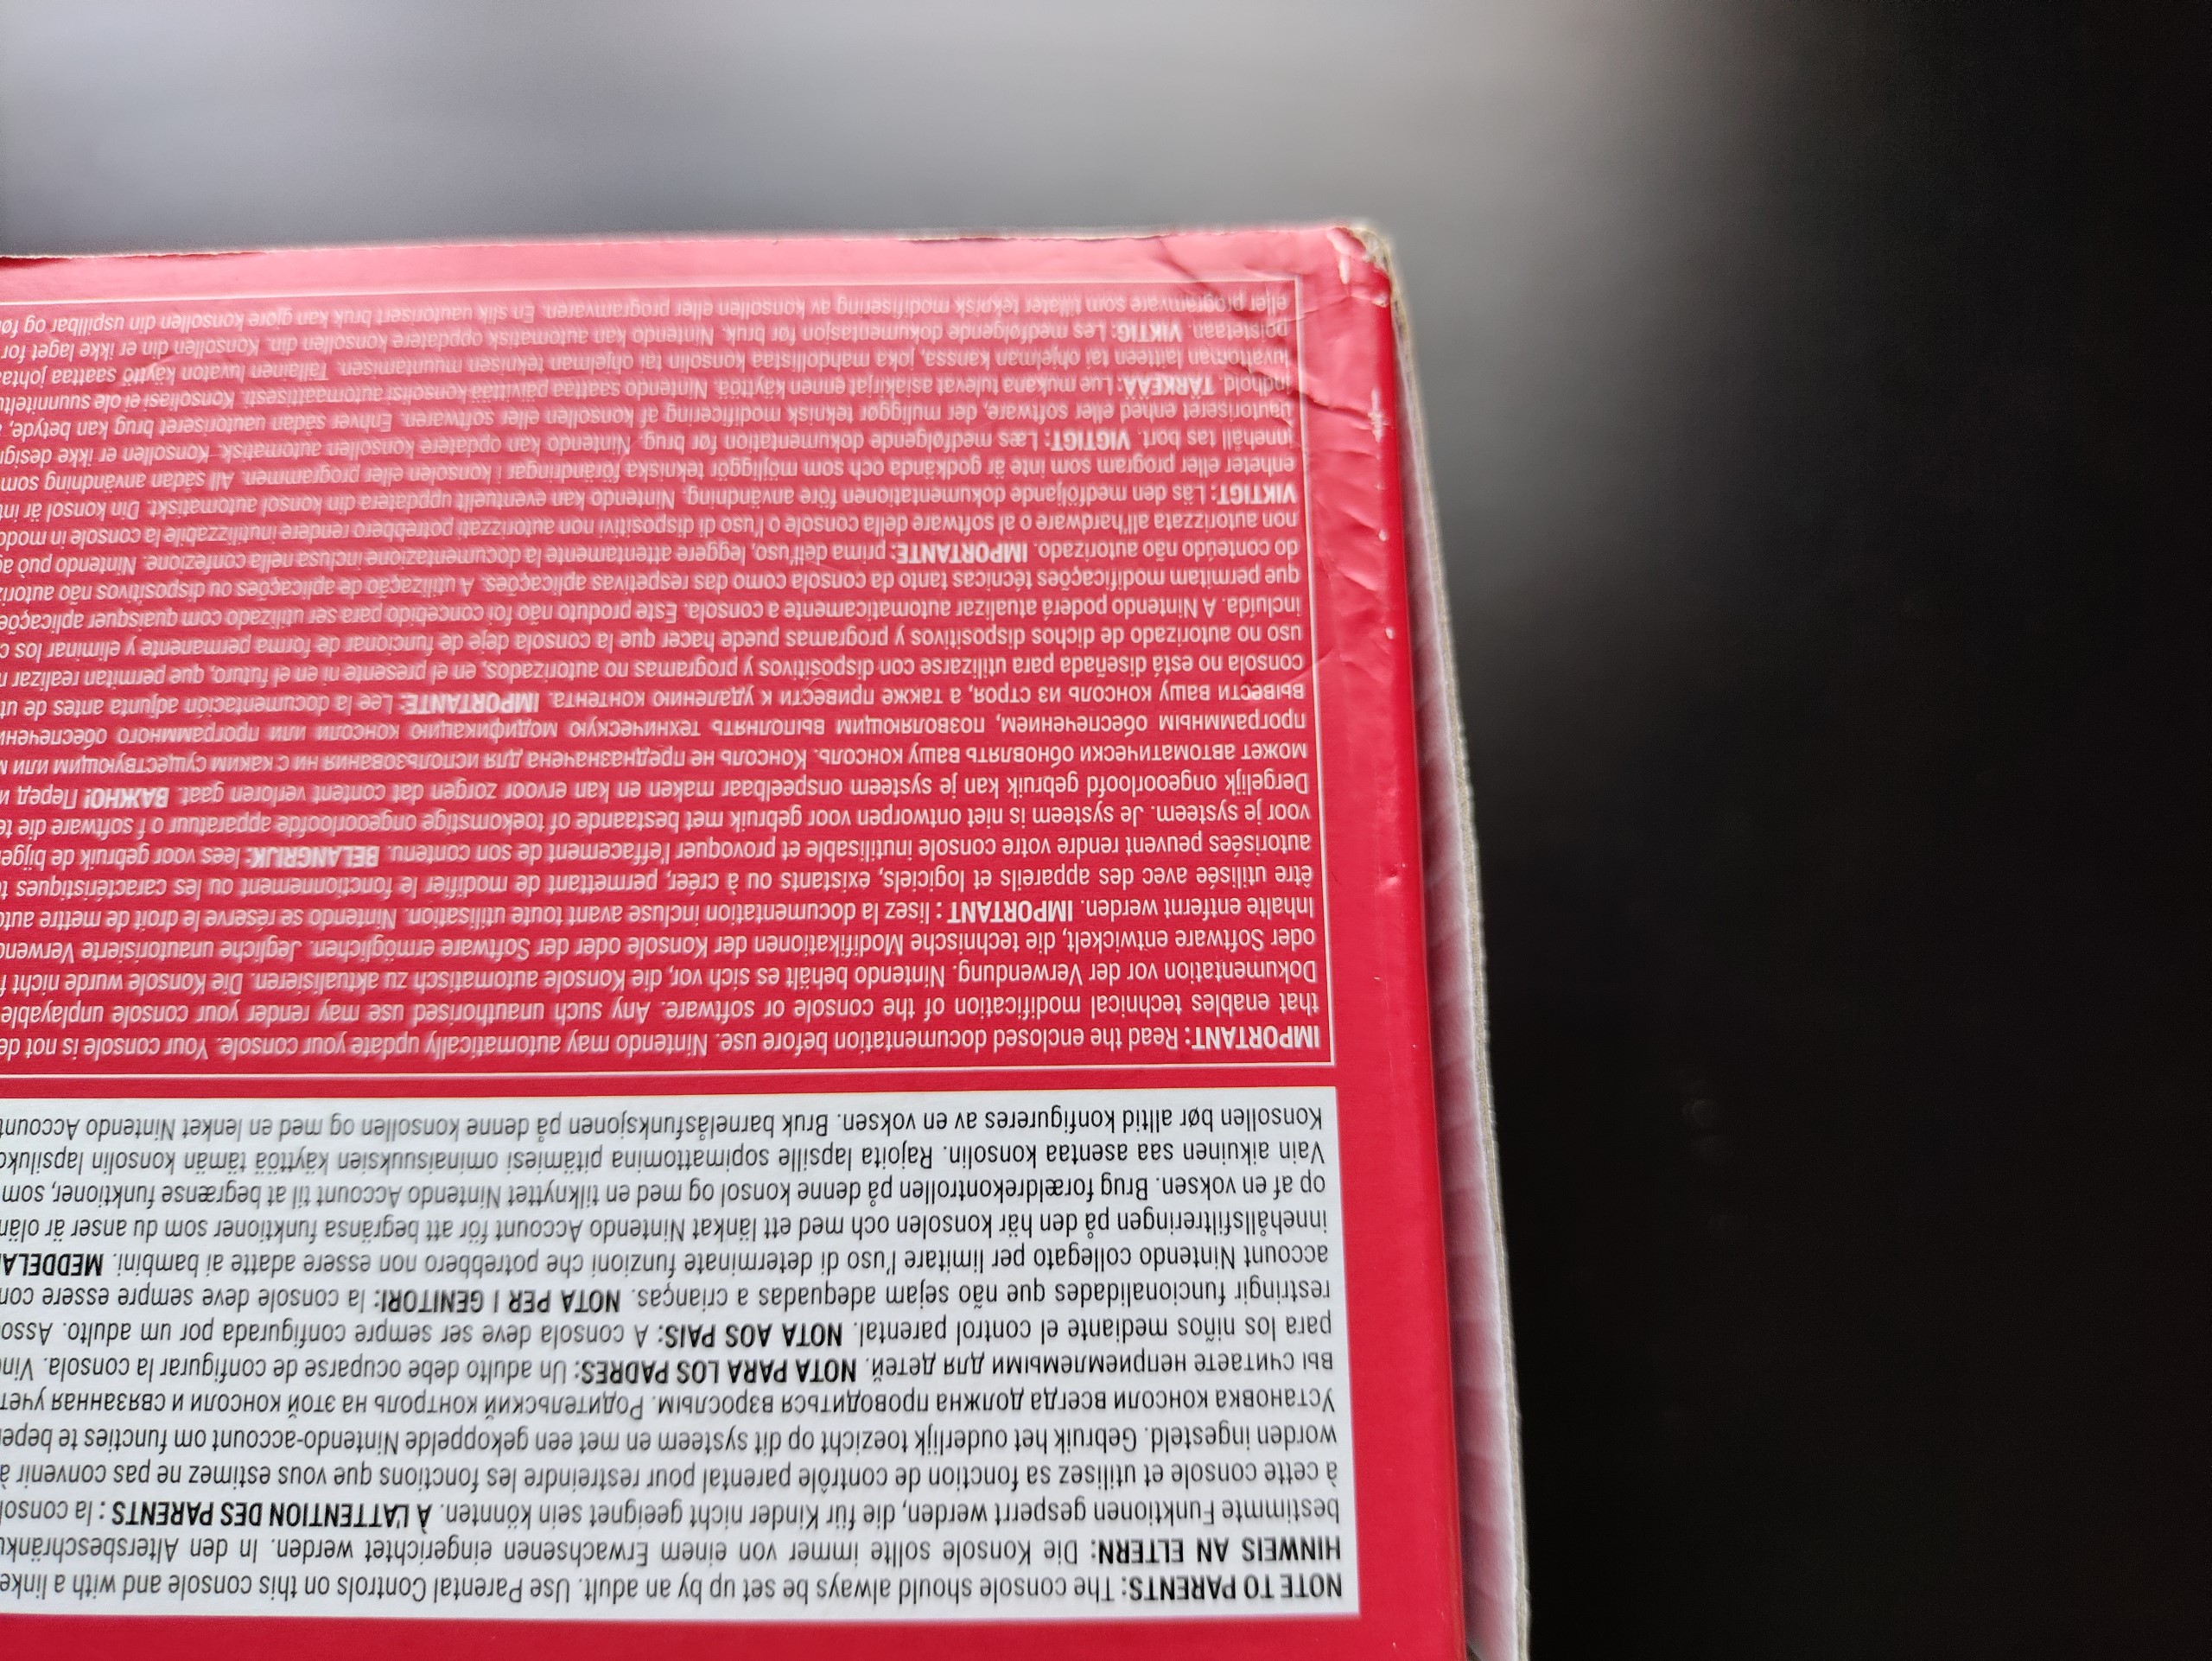 NOTE TO PARENTS: The console should always be set up by an adult. Use Parental Controls on this console and with a linke
HINWEIS AN ELTERN: Die Konsole sollte immer von einem Erwachsenen eingerichtet werden. In den Altersbeschränku
bestimmte Funktionen gesperrt werden, die für Kinder nicht geeignet sein könnten. À L'ATTENTION DES PARENTS : la consol
à cette console et utilisez sa fonction de contrôle parental pour restreindre les fonctions que vous estimez ne pas convenir à
worden ingesteld. Gebruik het ouderlijk toezicht op dit systeem en met een gekoppelde Nintendo-account om functies te beper
Установка консоли всегда должна проводиться взрослым. Родительский контроль на этой консоли и связанная учет
вы считаете неприемлемыми для детей. NOTA PARA LOS PADRES: Un adulto debe ocuparse de configurar la consola. Vin
para los niños mediante el control parental. NOTA AOS PAIS: A consola deve ser sempre configurada por um adulto. Asso
restringir funcionalidades que não sejam adequadas a crianças. NOTA PER I GENITORI: la console deve sempre essere con
account Nintendo collegato per limitare l'uso di determinate funzioni che potrebbero non essere adatte ai bambini. MEDDELA
innehållsfiltreringen på den här konsolen och med ett länkat Nintendo Account för att begränsa funktioner som du anser är oläm
op af en voksen. Brug forældrekontrollen på denne konsol og med en tilknyttet Nintendo Account til at begrænse funktioner, som
Vain aikuinen saa asentaa konsolin. Rajoita lapsille sopimattomina pitämiesi ominaisuuksien käyttöä tämän konsolin lapsiluko
Konsollen bør alltid konfigureres av en voksen. Bruk barnelåsfunksjonen på denne konsollen og med en lenket Nintendo Account
IMPORTANT: Read the enclosed documentation before use. Nintendo may automatically update your console. Your console is not de
that enables technical modification of the console or software. Any such unauthorised use may render your console unplayable
Dokumentation vor der Verwendung. Nintendo behält es sich vor, die Konsole automatisch zu aktualisieren. Die Konsole wurde nicht f
oder Software entwickelt, die technische Modifikationen der Konsole oder der Software ermöglichen. Jegliche unautorisierte Verwend
Inhalte entfernt werden. IMPORTANT : lisez la documentation incluse avant toute utilisation. Nintendo se réserve le droit de mettre auto
être utilisée avec des appareils et logiciels, existants ou à créer, permettant de modifier le fonctionnement ou les caractéristiques t
autorisées peuvent rendre votre console inutilisable et provoquer l'effacement de son contenu. BELANGRIJK: lees voor gebruik de bijgel
voor je systeem. Je systeem is niet ontworpen voor gebruik met bestaande of toekomstige ongeoorloofde apparatuur o f software die te
Dergelijk ongeoorloofd gebruik kan je systeem onspeelbaar maken en kan ervoor zorgen dat content verloren gaat. ВАЖНО! Перед и
может автоматически обновлять вашу консоль. Консоль не предназначена для использования ни с каким существующим или
программным обеспечением, позволяющим выполнять техническую модификацию консоли или программного обеспечени
вывести вашу консоль из строя, а также привести к удалению контента. IMPORTANTE: Lee la documentación adjunta antes de ut
consola no está diseñada para utilizarse con dispositivos y programas no autorizados, en el presente ni en el futuro, que permitan realizar
uso no autorizado de dichos dispositivos y programas puede hacer que la consola deje de funcionar de forma permanente y eliminar los c
incluída. A Nintendo poderá atualizar automaticamente a consola. Este produto não foi concebido para ser utilizado com quaisquer aplicaçõe
que permitam modificações técnicas tanto da consola como das respetivas aplicações. A utilização de aplicações ou dispositivos não autoriz
do conteúdo não autorizado. IMPORTANTE: prima dell'uso, leggere attentamente la documentazione inclusa nella confezione. Nintendo può ag
non autorizzata all'hardware o al software della console o l'uso di dispositivi non autorizzati potrebbero rendere inutilizzabile la console in modo
VIKTIGT: Läs den medföljande dokumentationen före användning. Nintendo kan eventuellt uppdatera din konsol automatiskt. Din konsol är int
enheter eller program som inte är godkända och som möjliggör tekniska förändringar i konsolen eller programmen. All sådan användning som
innehåll tas bort. VIGTIGT: Læs medfølgende dokumentation før brug. Nintendo kan opdatere konsollen automatisk. Konsollen er ikke design
uautoriseret enhed eller software, der muliggør teknisk modificering af konsollen eller softwaren. Enhver sådan uautoriseret brug kan betyde,
indhold. TÄRKEÄÄ: Lue mukana tulevat asiakirjat ennen käyttöä. Nintendo saattaa päivittää konsolisi automaattisesti. Konsoliasi ei ole suunniteltu
luvattoman laitteen tai ohjelman kanssa, joka mahdollistaa konsolin tai ohjelman teknisen muuntamisen. Tällainen luvaton käyttö saattaa johtaa
poistetaan. VIKTIG: Les medfølgende dokumentasjon før bruk. Nintendo kan automatisk oppdatere konsollen din. Konsollen din er ikke laget for
eller programvare som tillater teknisk modifisering av konsollen eller programvaren. En slik uautorisert bruk kan gjøre konsollen din uspillbar og før